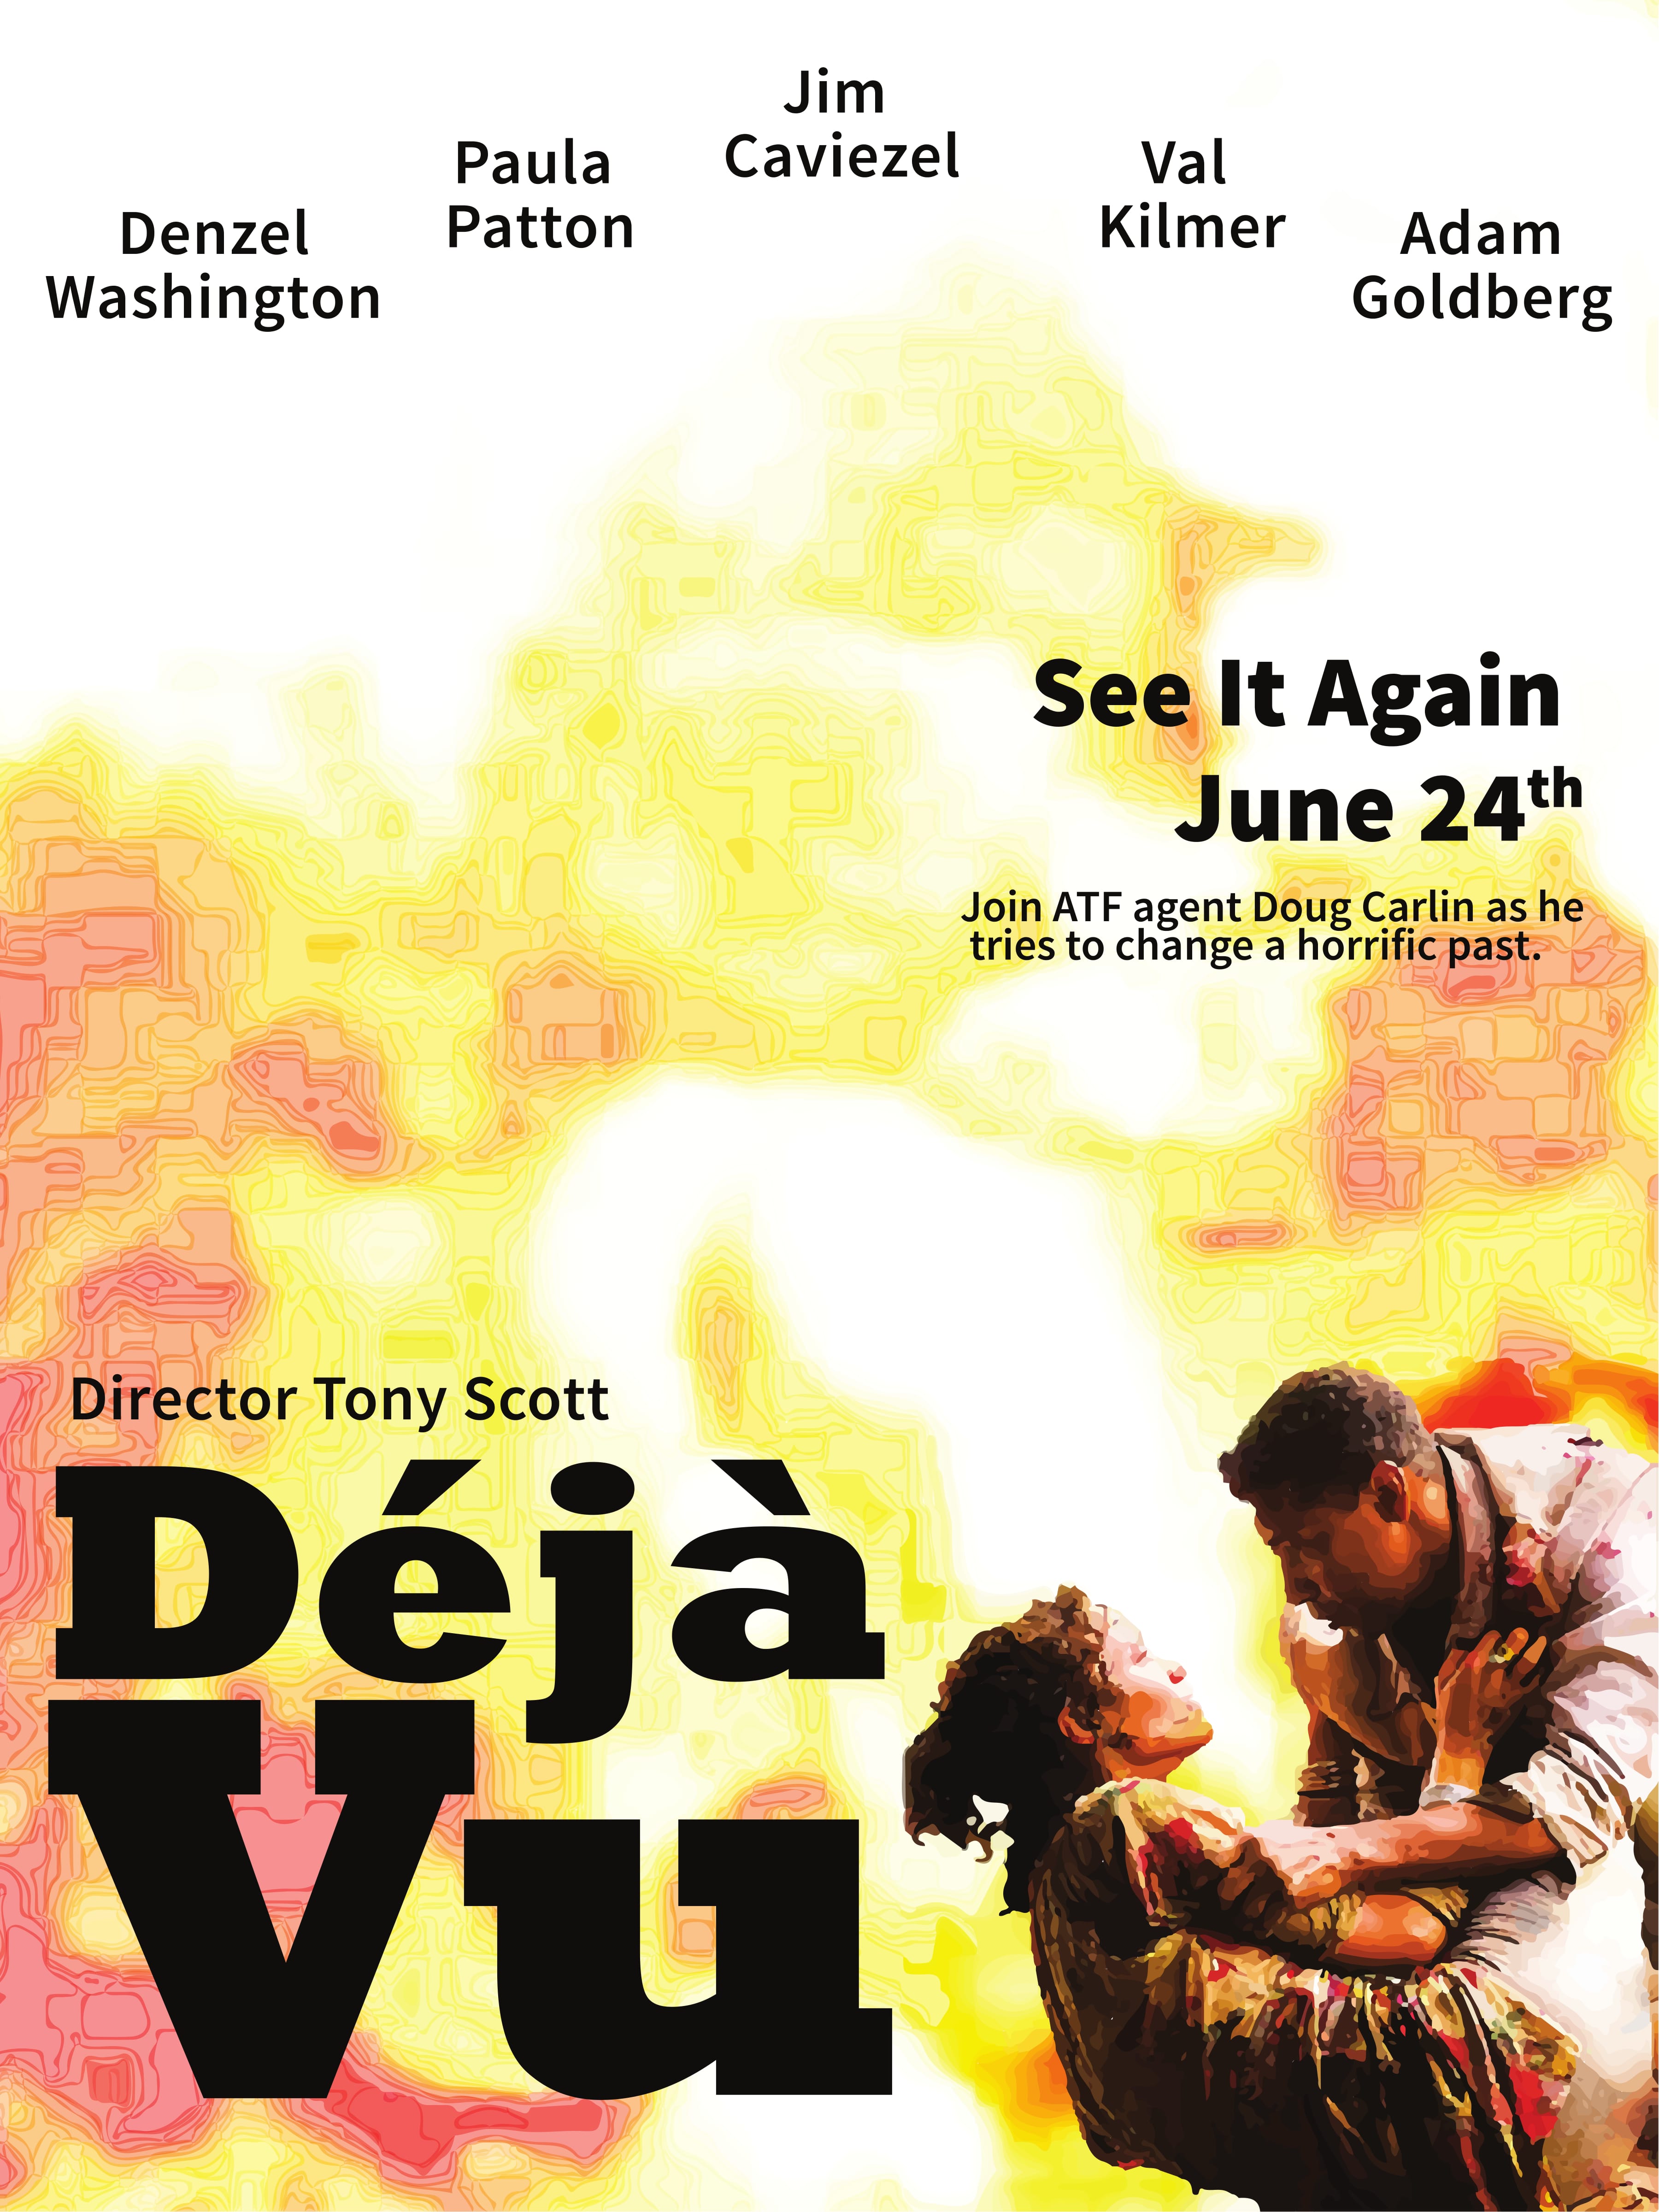 Denzel
Washington
Paula
Patton
Jim
Caviezel
Val
Kilmer
Adam
Goldberg
See It Again
June 24th
Join ATF agent Doug Carlin as he
tries to change a horrific past.
Director Tony Scott
Déjà
Vu